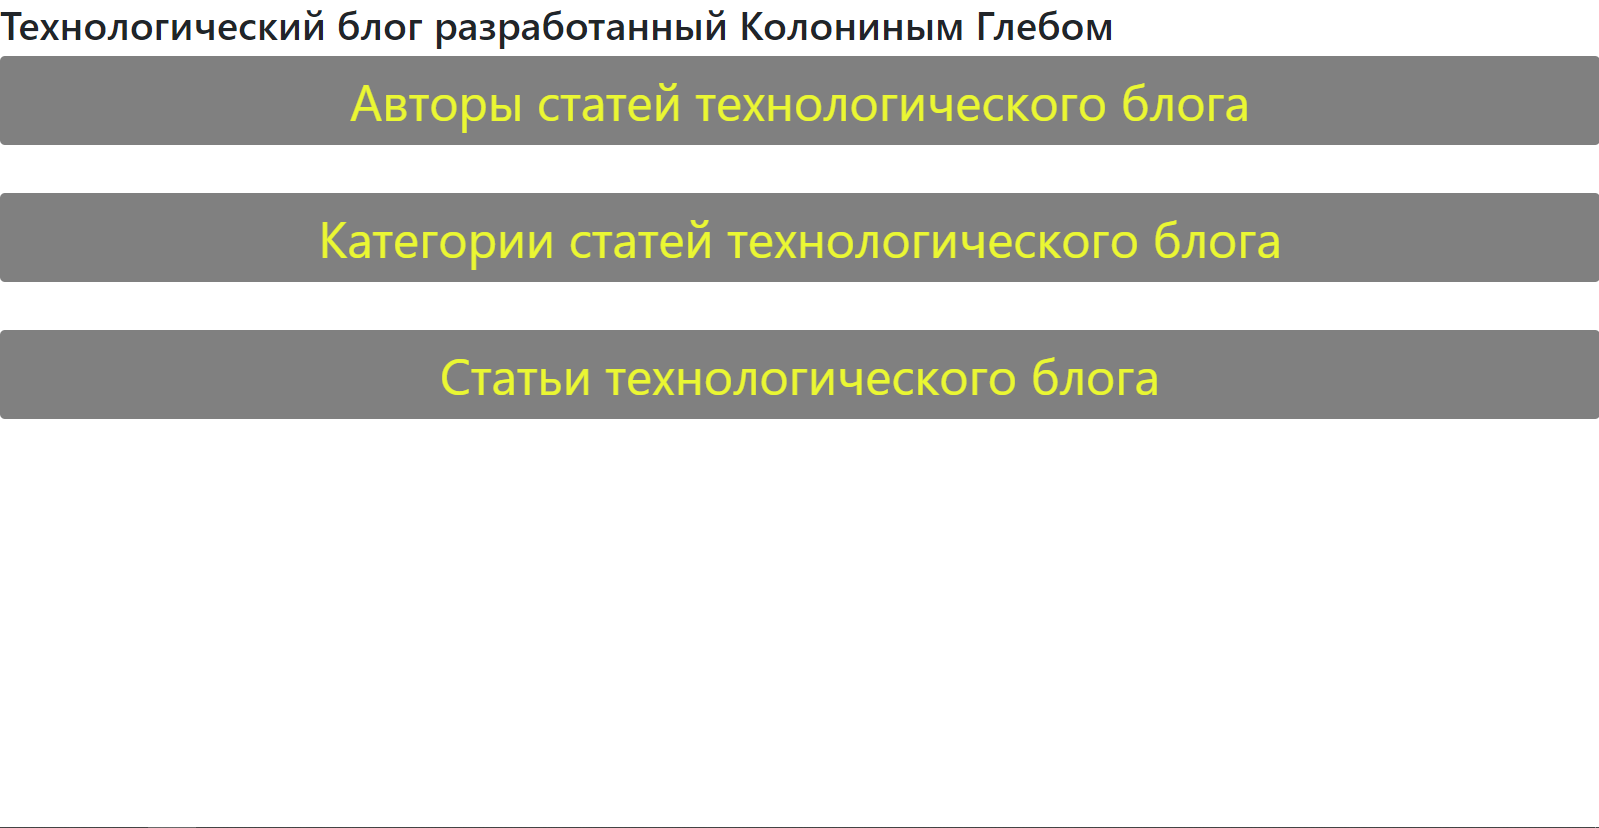 Технологический блог разработанный Колониным Глебом
Авторы статей технологического блога
Категории статей технологического блога
Статьи технологического блога